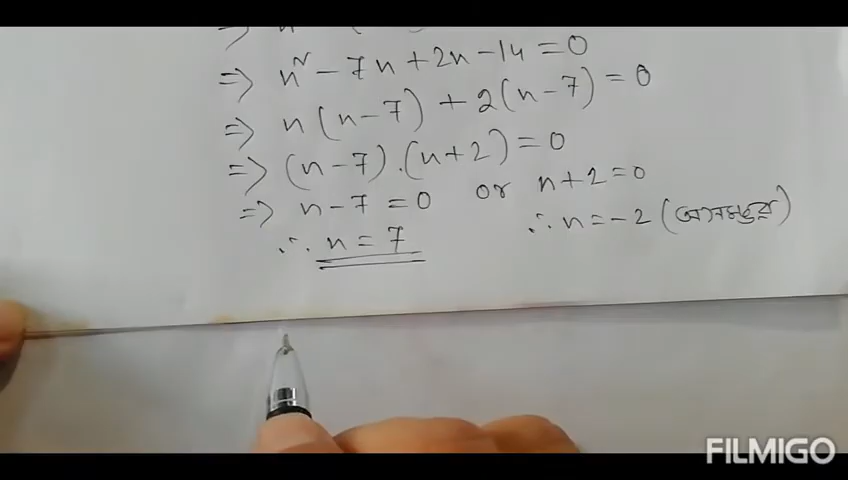 => n² - 7n + 2n - 14 = 0
=> n(n - 7) + 2(n - 7) = 0
=> (n - 7).(n + 2) = 0
=> n - 7 = 0 or n + 2 = 0
∴ n = 7 ∴ n = -2 (অসম্ভব)
FILMIGO